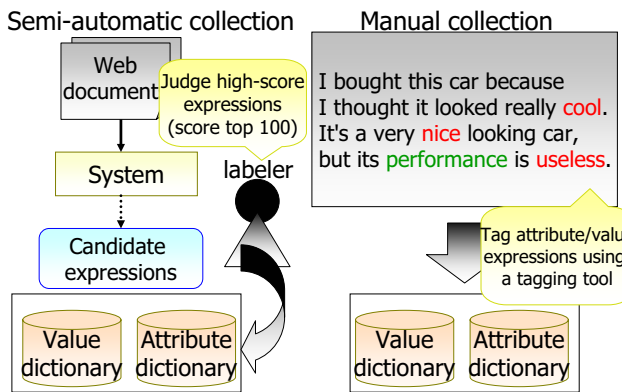 Semi-automatic collection
Web
document
Judge high-score
expressions
(score top 100)
labeler
System
Candidate
expressions
Value
dictionary
Attribute
dictionary
Manual collection
I bought this car because
I thought it looked really cool.
It's a very nice looking car,
but its performance is useless.
Tag attribute/value
expressions using
a tagging tool
Value
dictionary
Attribute
dictionary